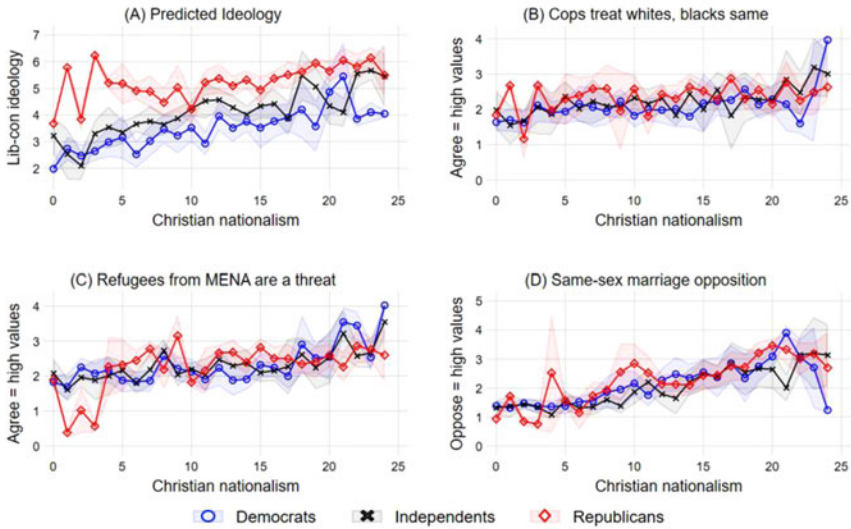 (A) Predicted Ideology
Lib-con ideology
7
6
5
4
3
2
0 5 10 15 20 25
Christian nationalism
(B) Cops treat whites, blacks same
Agree = high values
4
3
2
1
0
0 5 10 15 20 25
Christian nationalism
(C) Refugees from MENA are a threat
Agree = high values
4
3
2
1
0
0 5 10 15 20 25
Christian nationalism
(D) Same-sex marriage opposition
Oppose = high values
5
4
3
2
1
0
0 5 10 15 20 25
Christian nationalism
Democrats Independents Republicans